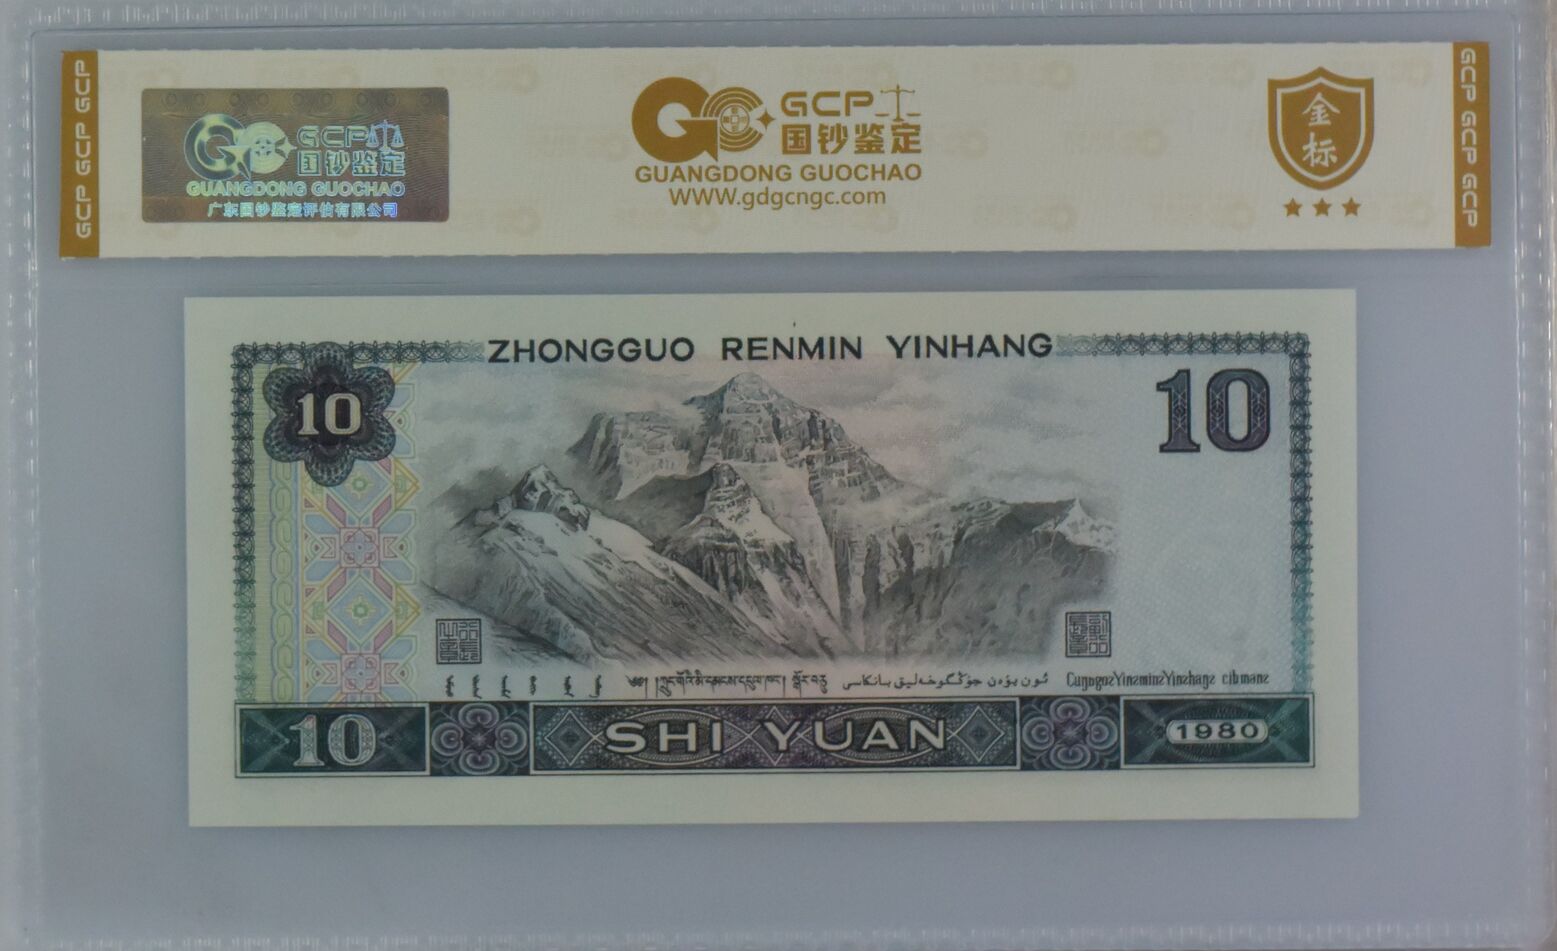 GCP GCP GCP
GCP
国钞鉴定
GUANGDONG GUOCHAO
广东国钞鉴定评估有限公司
GCP
国钞鉴定
GUANGDONG GUOCHAO
WWW.gdgcngc.com
金
标
GCP GCP GCP
ZHONGGUO RENMIN YINHANG
10
10
CungogozYinzminzYinzhangz cibmanz
10
SHI YUAN
1980